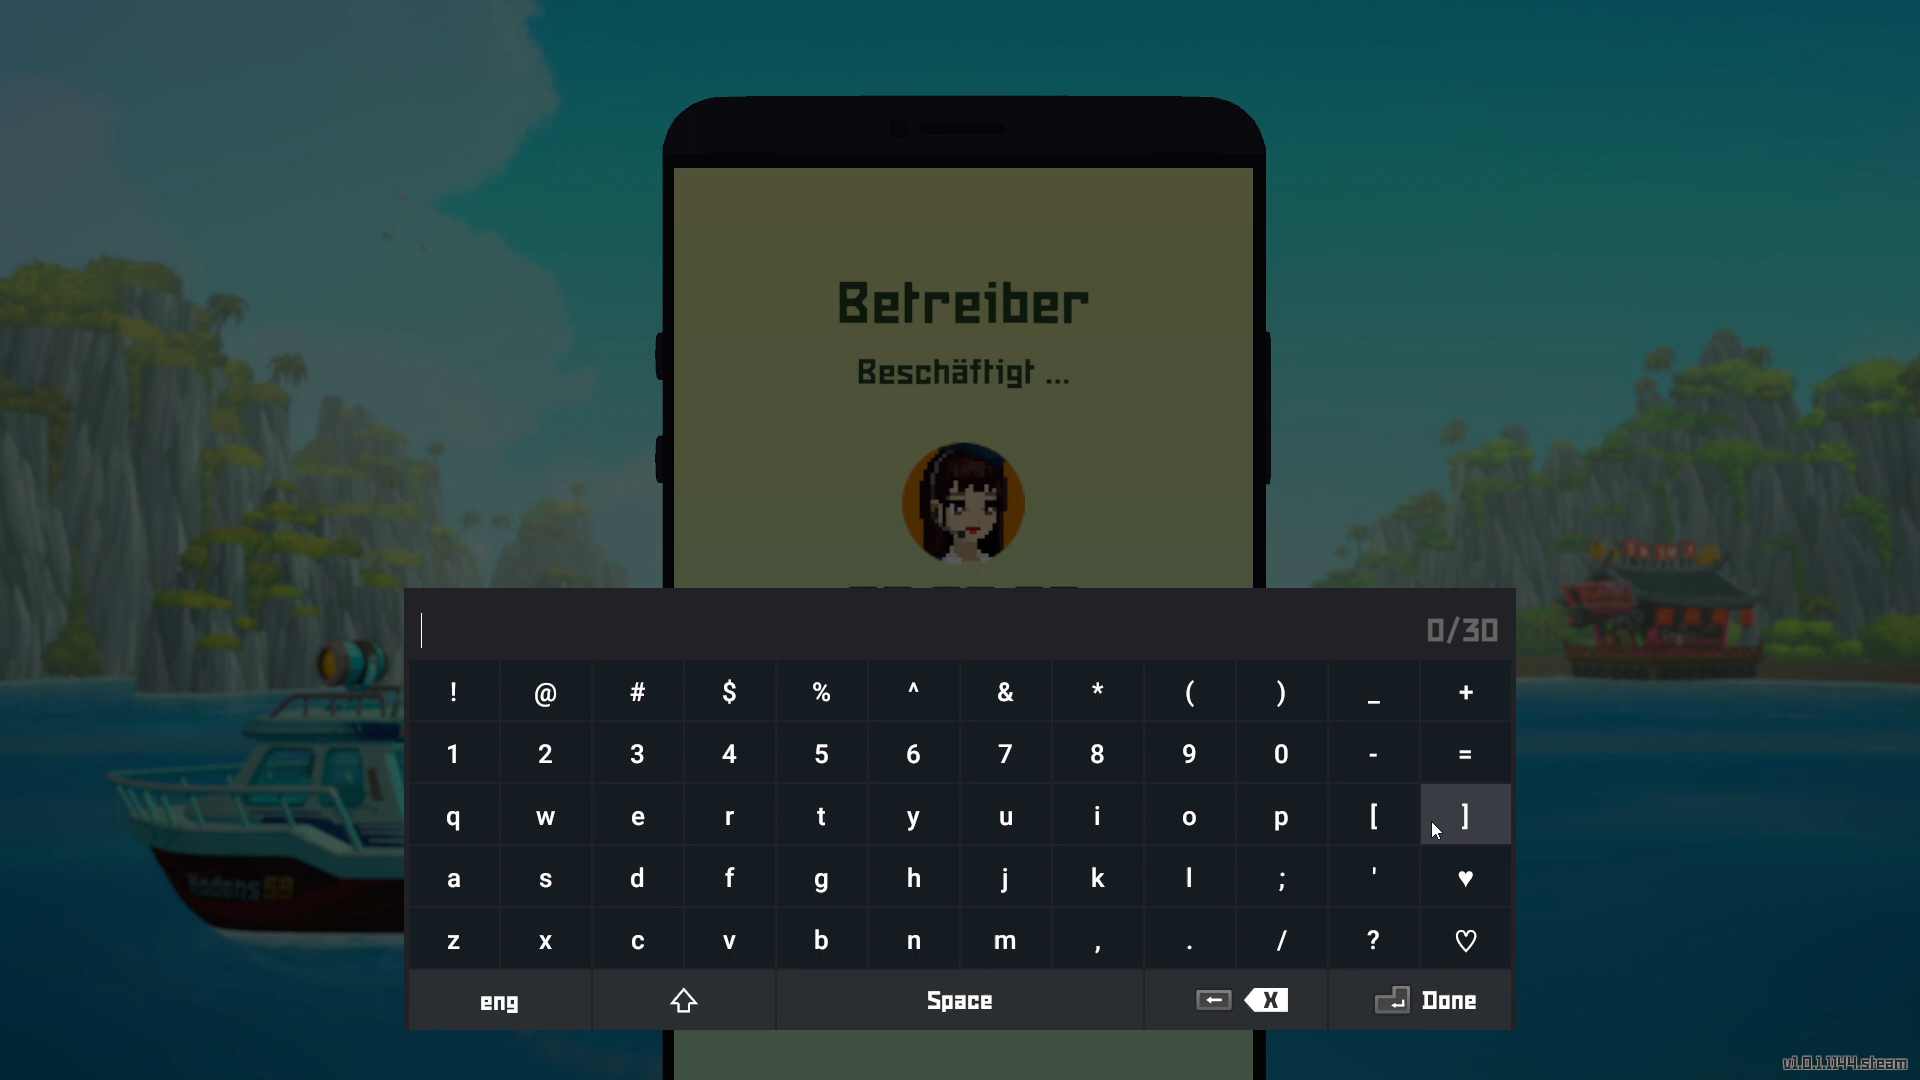 Betreiber
Beschäftigt ...
0/30
! @ # $ % ^ & * ( ) _ +
1 2 3 4 5 6 7 8 9 0 - =
q w e r t y u i o p [ ]
a s d f g h j k l ; ' ♥
z x c v b n m , . / ? ♡
eng Space X Done
v1.0.1.1144.steam